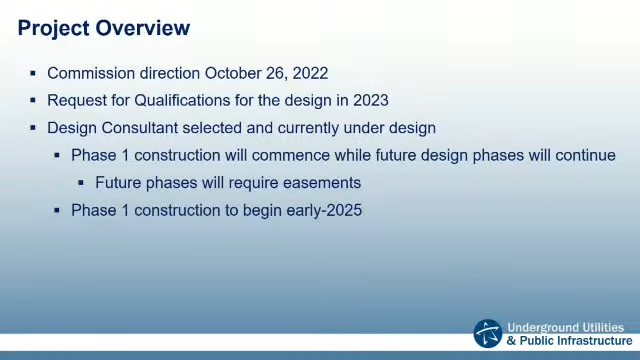 Project Overview
Commission direction October 26, 2022
Request for Qualifications for the design in 2023
Design Consultant selected and currently under design
Phase 1 construction will commence while future design phases will continue
Future phases will require easements
Phase 1 construction to begin early-2025
Underground Utilities
& Public Infrastructure